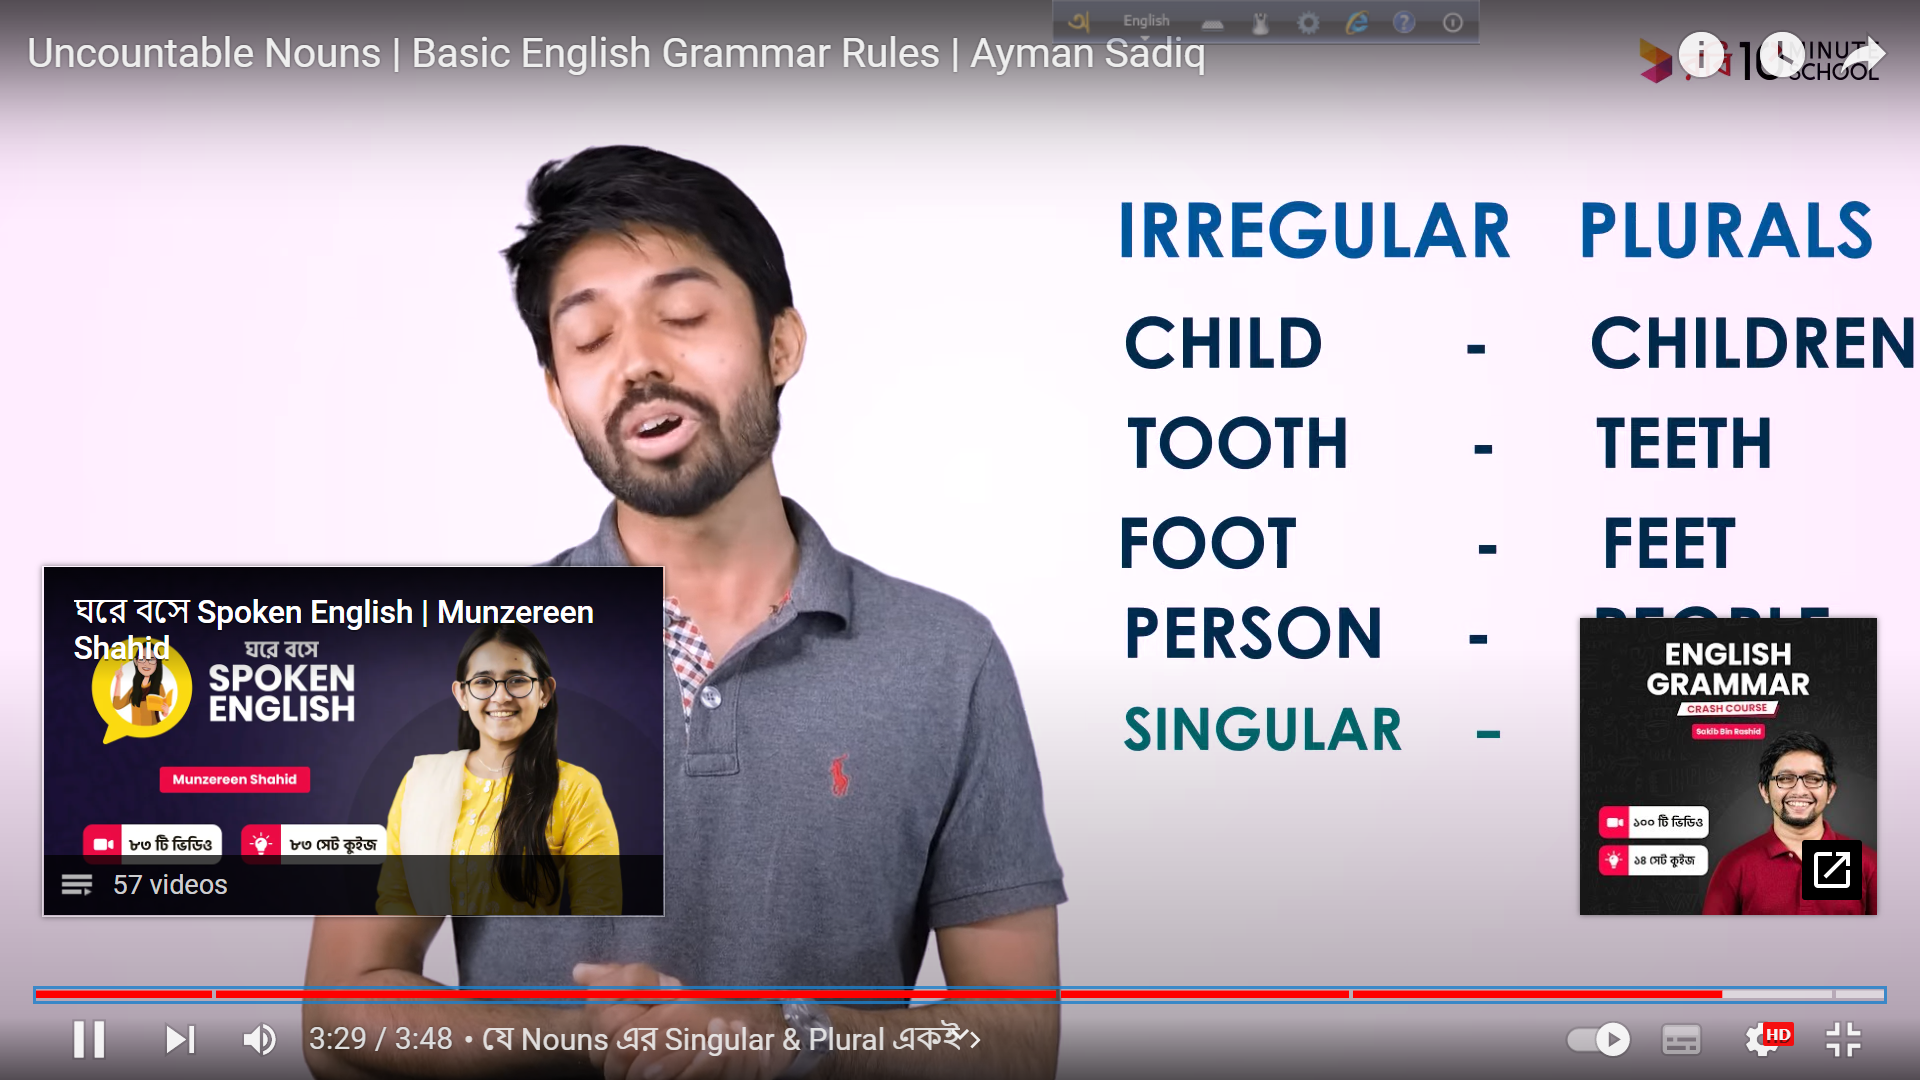 English
Uncountable Nouns | Basic English Grammar Rules | Ayman Sadiq
10 MINUTE
SCHOOL
IRREGULAR PLURALS
CHILD - CHILDREN
TOOTH - TEETH
FOOT - FEET
PERSON - PEOPLE
SINGULAR –
ঘরে বসে Spoken English | Munzereen
Shahid
ঘরে বসে
SPOKEN
ENGLISH
Munzereen Shahid
৮৩ টি ভিডিও
৮৩ সেট কুইজ
57 videos
ENGLISH
GRAMMAR
CRASH COURSE
Sakib Bin Rashid
১০০ টি ভিডিও
১৪ সেট কুইজ
3:29 / 3:48 • যে Nouns এর Singular & Plural একই
HD